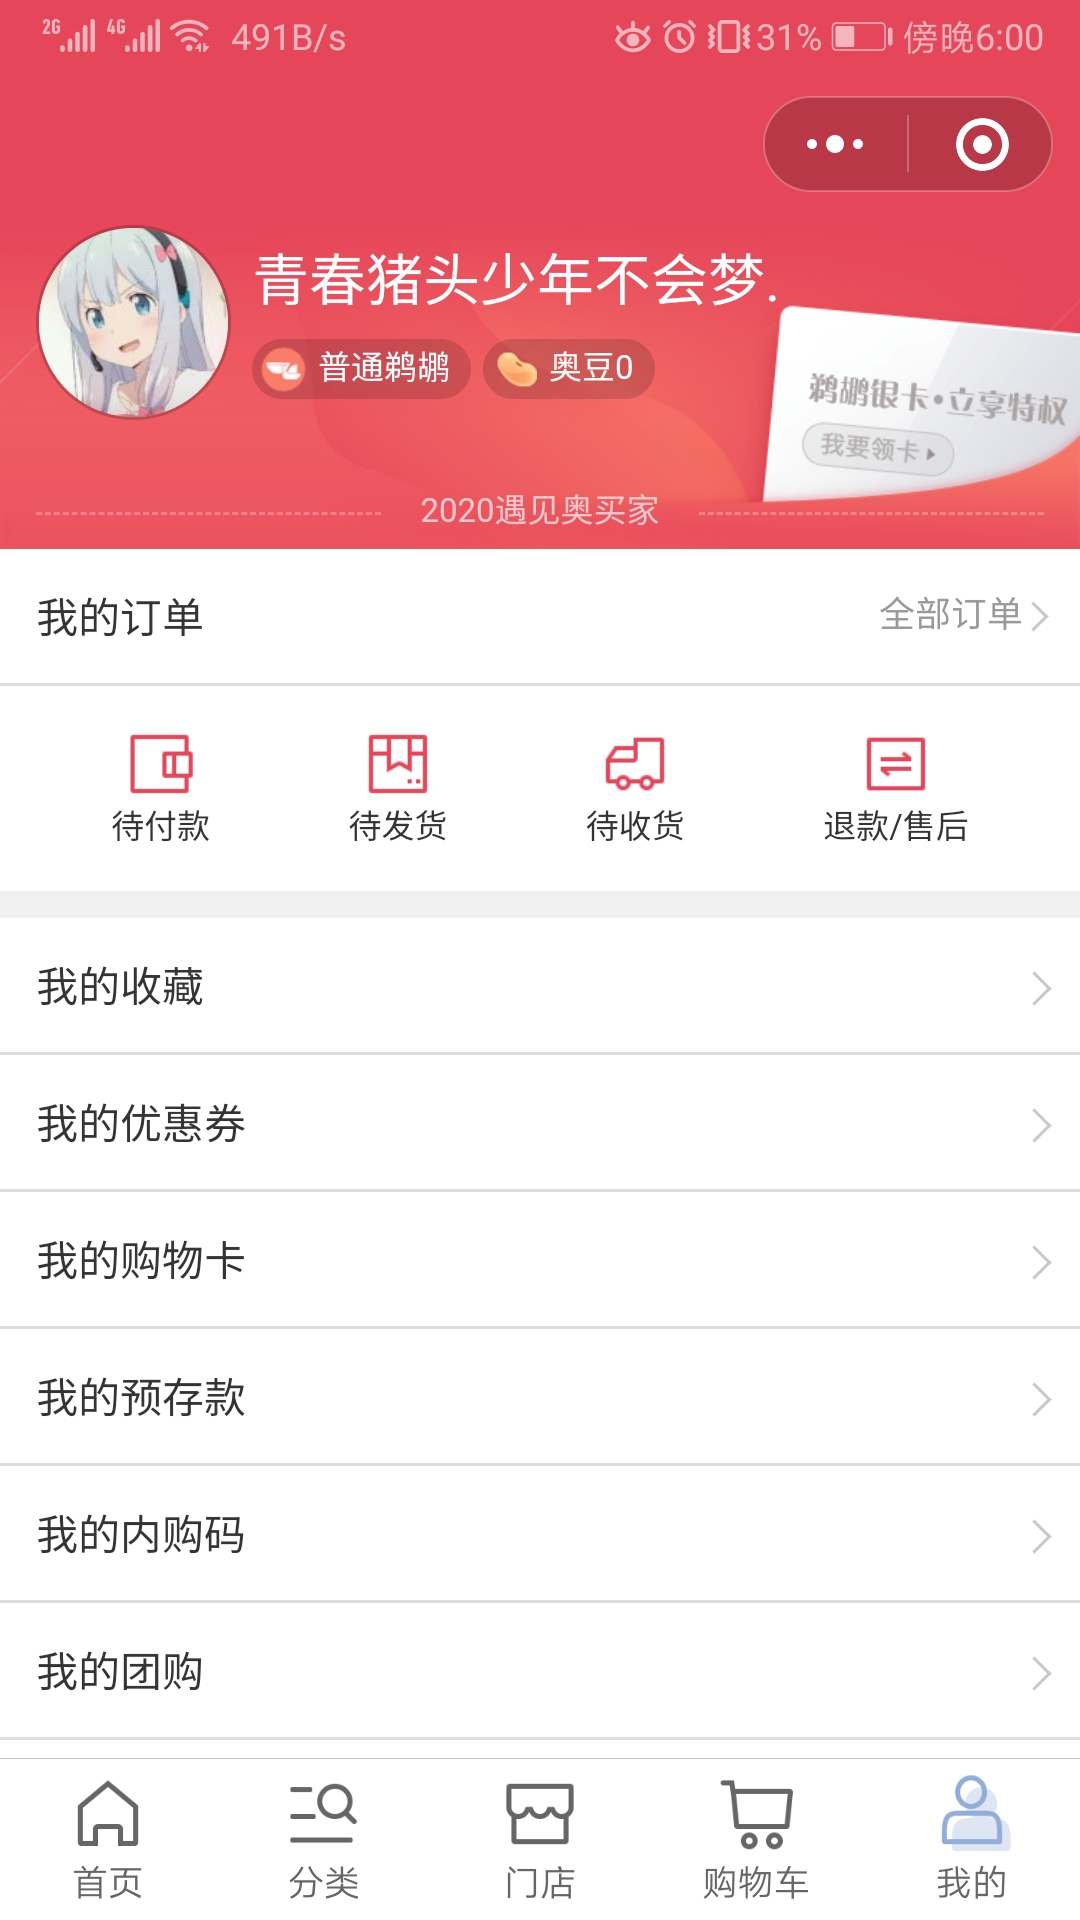 2G 4G 491B/s 31% 傍晚6:00
青春猪头少年不会梦.
普通鹈鹕 奥豆0
鹈鹕银卡•立享特权
我要领卡
2020遇见奥买家
我的订单 全部订单
待付款 待发货 待收货 退款/售后
我的收藏
我的优惠券
我的购物卡
我的预存款
我的内购码
我的团购
首页 分类 门店 购物车 我的